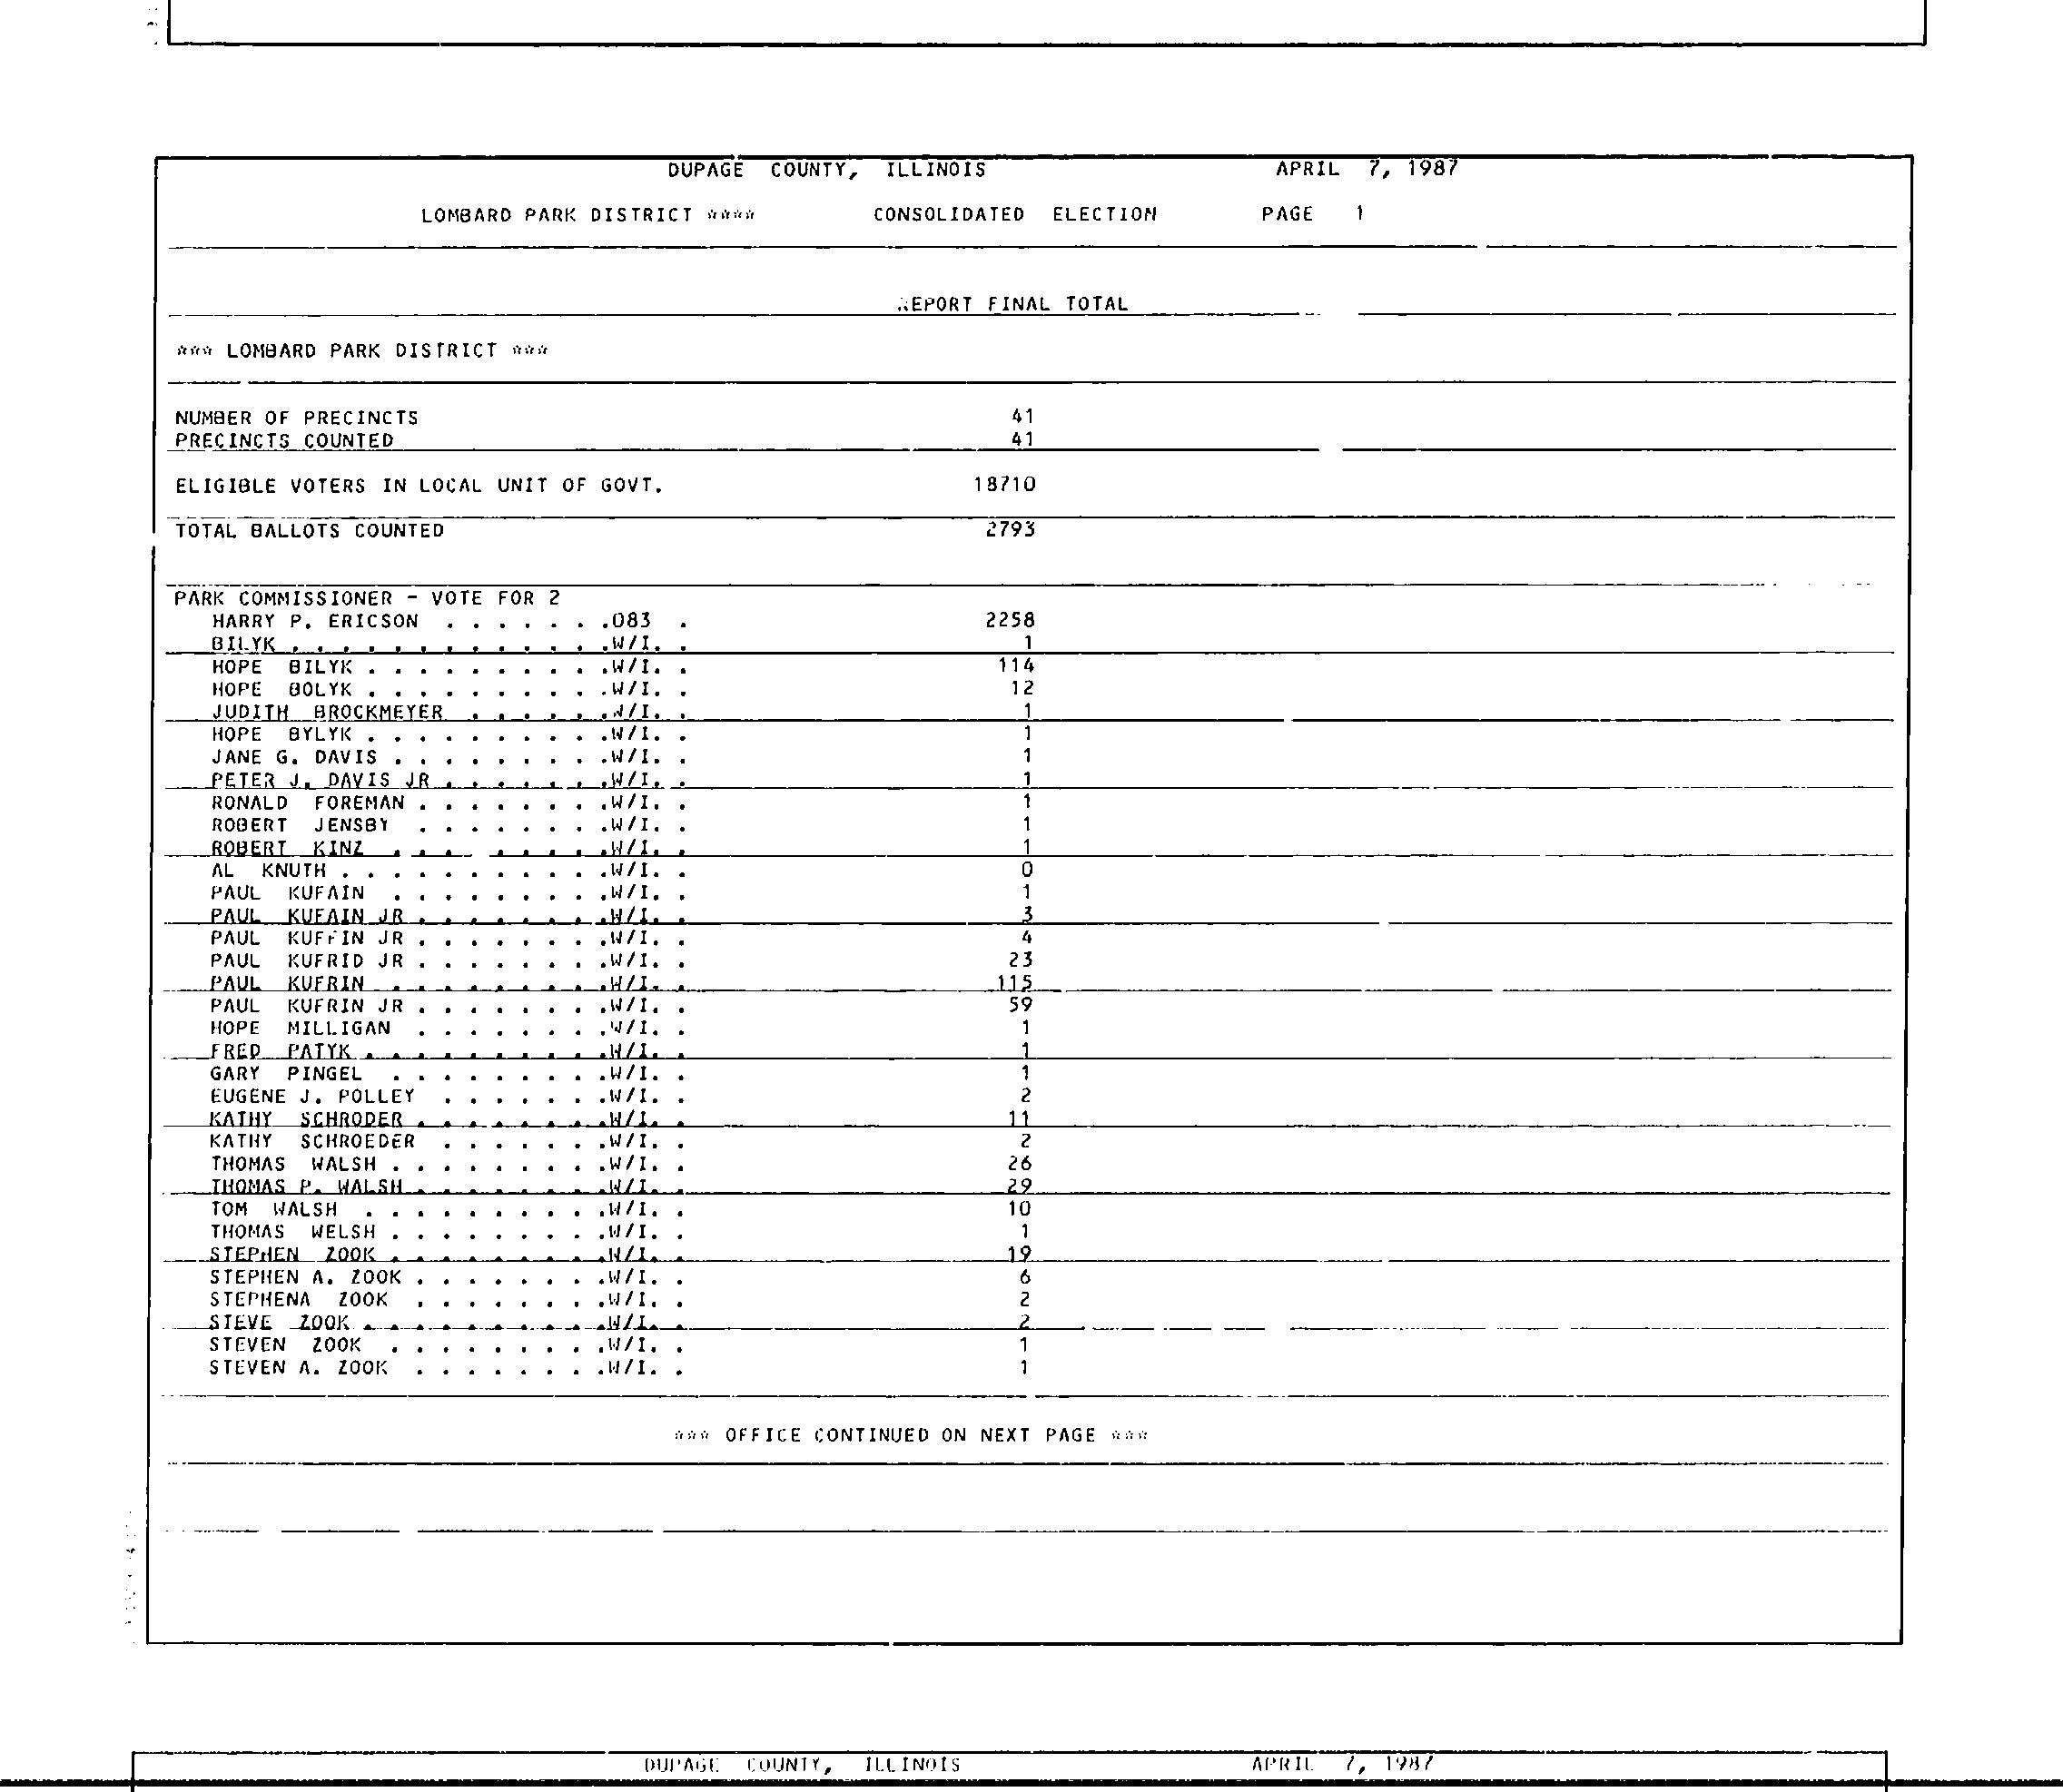 DUPAGE COUNTY, ILLINOIS APRIL 7, 1987
LOMBARD PARK DISTRICT **** CONSOLIDATED ELECTION PAGE 1
REPORT FINAL TOTAL
*** LOMBARD PARK DISTRICT ***
NUMBER OF PRECINCTS 41
PRECINCTS COUNTED 41
ELIGIBLE VOTERS IN LOCAL UNIT OF GOVT. 18710
TOTAL BALLOTS COUNTED 2793
PARK COMMISSIONER - VOTE FOR 2
HARRY P. ERICSON . . . . . . .083 . 2258
BILYK . . . . . . . . . . . . .W/I. . 1
HOPE BILYK . . . . . . . . . .W/I. . 114
HOPE BOLYK . . . . . . . . . .W/I. . 12
JUDITH BROCKMEYER . . . . . .W/I. . 1
HOPE BYLYK . . . . . . . . . .W/I. . 1
JANE G. DAVIS . . . . . . . . .W/I. . 1
PETER J. DAVIS JR . . . . . . .W/I. . 1
RONALD FOREMAN . . . . . . . .W/I. . 1
ROBERT JENSBY . . . . . . . .W/I. . 1
ROBERT KINZ . . . . . . . . .W/I. . 1
AL KNUTH . . . . . . . . . . .W/I. . 0
PAUL KUFAIN . . . . . . . . .W/I. . 1
PAUL KUFAIN JR . . . . . . . .W/I. . 3
PAUL KUFFIN JR . . . . . . . .W/I. . 4
PAUL KUFRID JR . . . . . . . .W/I. . 23
PAUL KUFRIN . . . . . . . . .W/I. . 115
PAUL KUFRIN JR . . . . . . . .W/I. . 59
HOPE MILLIGAN . . . . . . . .W/I. . 1
FRED PATYK . . . . . . . . . .W/I. . 1
GARY PINGEL . . . . . . . . .W/I. . 1
EUGENE J. POLLEY . . . . . . .W/I. . 2
KATHY SCHRODER . . . . . . . .W/I. . 11
KATHY SCHROEDER . . . . . . .W/I. . 2
THOMAS WALSH . . . . . . . . .W/I. . 26
THOMAS P. WALSH . . . . . . . .W/I. . 29
TOM WALSH . . . . . . . . . .W/I. . 10
THOMAS WELSH . . . . . . . . .W/I. . 1
STEPHEN ZOOK . . . . . . . . .W/I. . 19
STEPHEN A. ZOOK . . . . . . . .W/I. . 6
STEPHENA ZOOK . . . . . . . .W/I. . 2
STEVE ZOOK . . . . . . . . . .W/I. . 2
STEVEN ZOOK . . . . . . . . .W/I. . 1
STEVEN A. ZOOK . . . . . . . .W/I. . 1
*** OFFICE CONTINUED ON NEXT PAGE ***
DUPAGE COUNTY, ILLINOIS APRIL 7, 1987